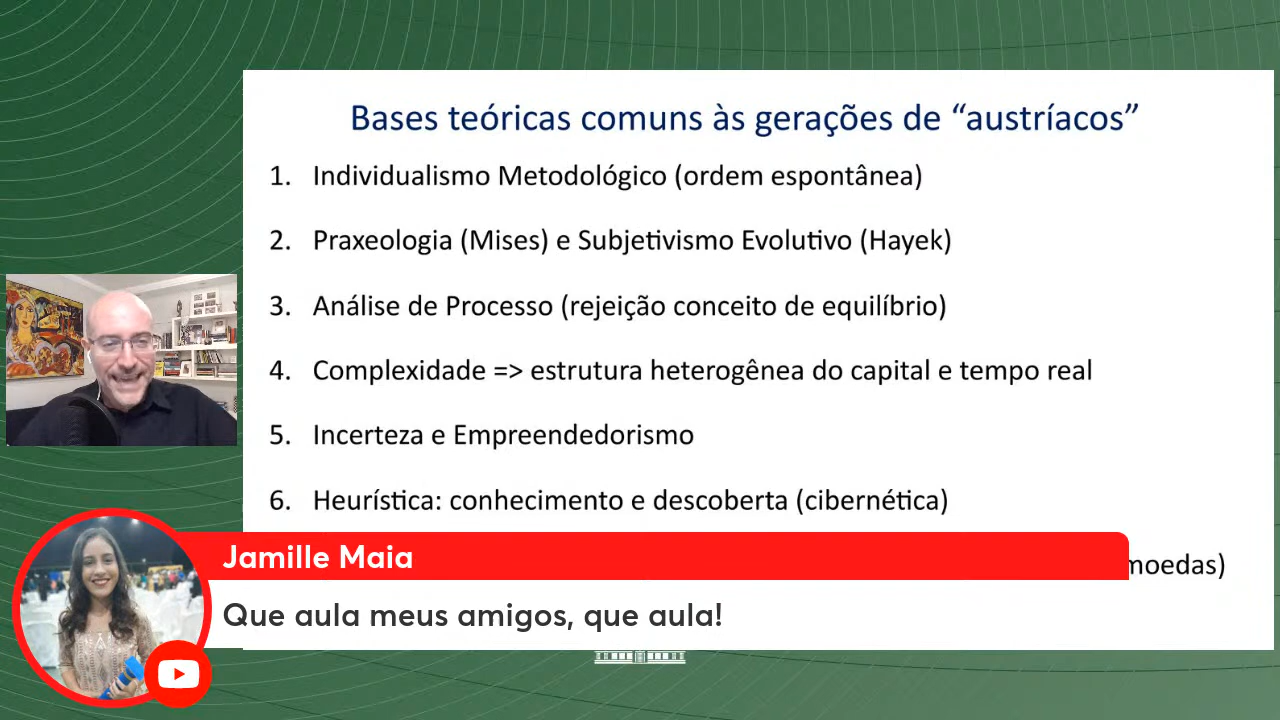 Bases teóricas comuns às gerações de “austríacos”
1. Individualismo Metodológico (ordem espontânea)
2. Praxeologia (Mises) e Subjetivismo Evolutivo (Hayek)
3. Análise de Processo (rejeição conceito de equilíbrio)
4. Complexidade => estrutura heterogênea do capital e tempo real
5. Incerteza e Empreendedorismo
6. Heurística: conhecimento e descoberta (cibernética)
moedas)
Jamille Maia
Que aula meus amigos, que aula!